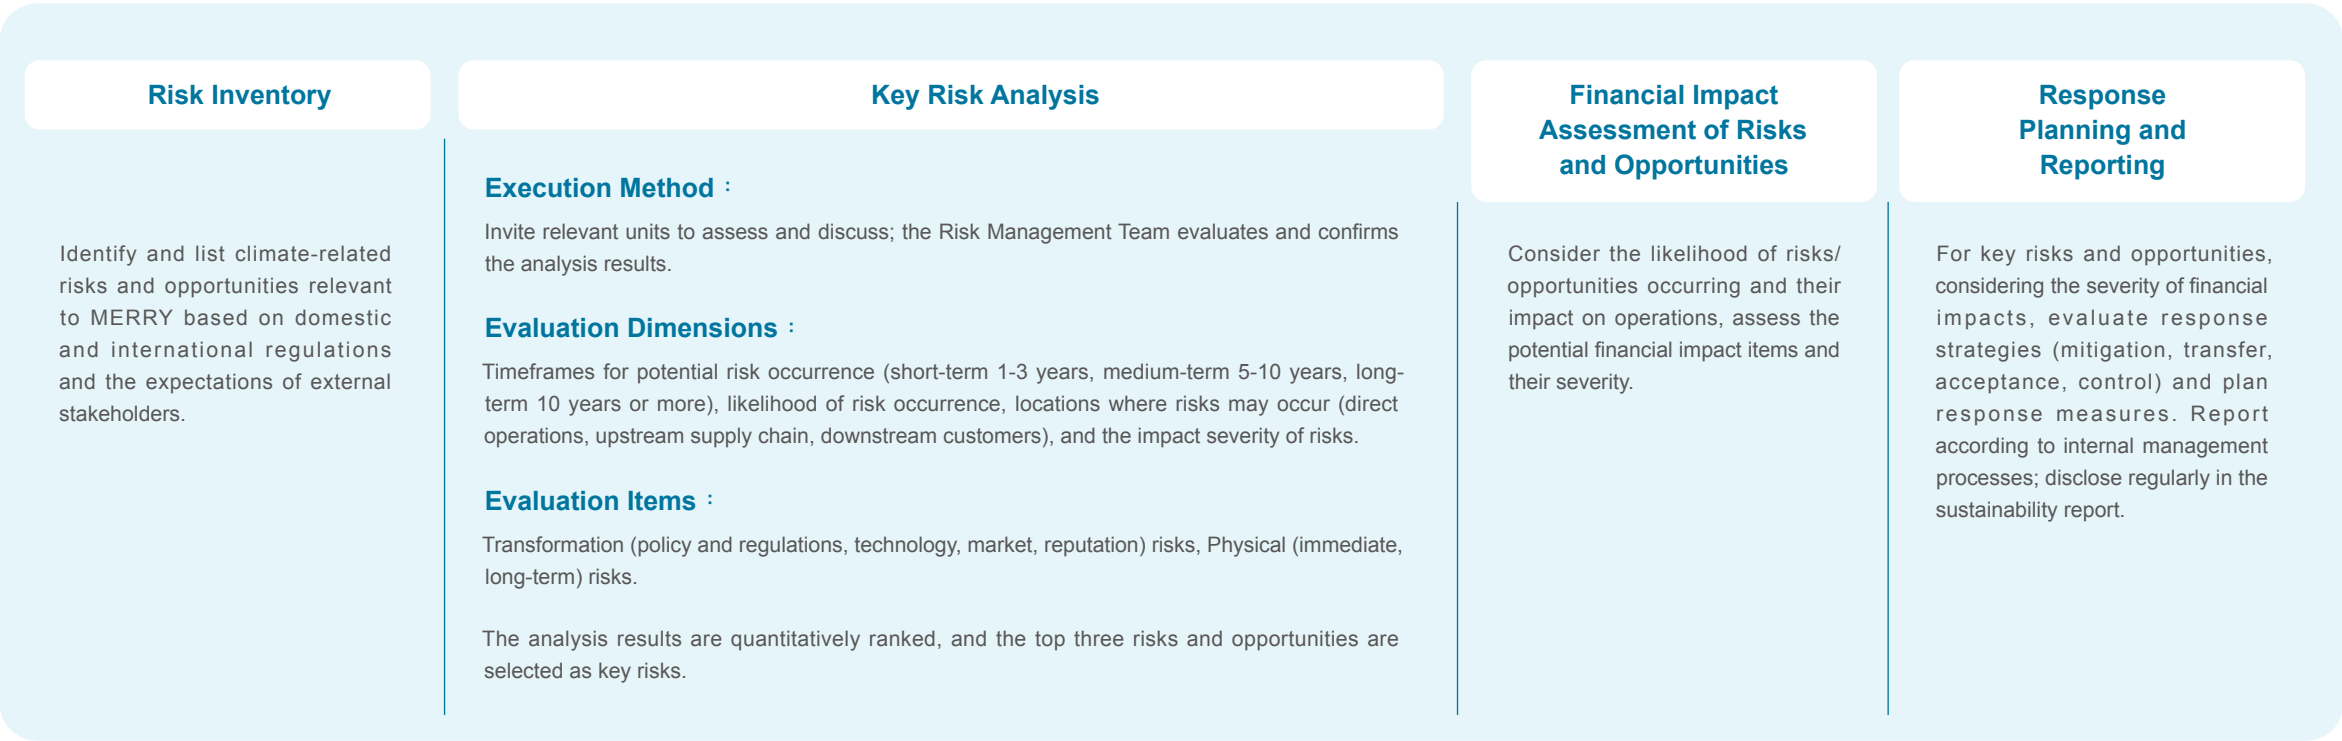 Risk Inventory
Identify and list climate-related
risks and opportunities relevant
to MERRY based on domestic
and international regulations
and the expectations of external
stakeholders.
Key Risk Analysis
Execution Method：
Invite relevant units to assess and discuss; the Risk Management Team evaluates and confirms
the analysis results.
Evaluation Dimensions：
Timeframes for potential risk occurrence (short-term 1-3 years, medium-term 5-10 years, long-
term 10 years or more), likelihood of risk occurrence, locations where risks may occur (direct
operations, upstream supply chain, downstream customers), and the impact severity of risks.
Evaluation Items：
Transformation (policy and regulations, technology, market, reputation) risks, Physical (immediate,
long-term) risks.
The analysis results are quantitatively ranked, and the top three risks and opportunities are
selected as key risks.
Financial Impact
Assessment of Risks
and Opportunities
Consider the likelihood of risks/
opportunities occurring and their
impact on operations, assess the
potential financial impact items and
their severity.
Response
Planning and
Reporting
For key risks and opportunities,
considering the severity of financial
impacts, evaluate response
strategies (mitigation, transfer,
acceptance, control) and plan
response measures. Report
according to internal management
processes; disclose regularly in the
sustainability report.